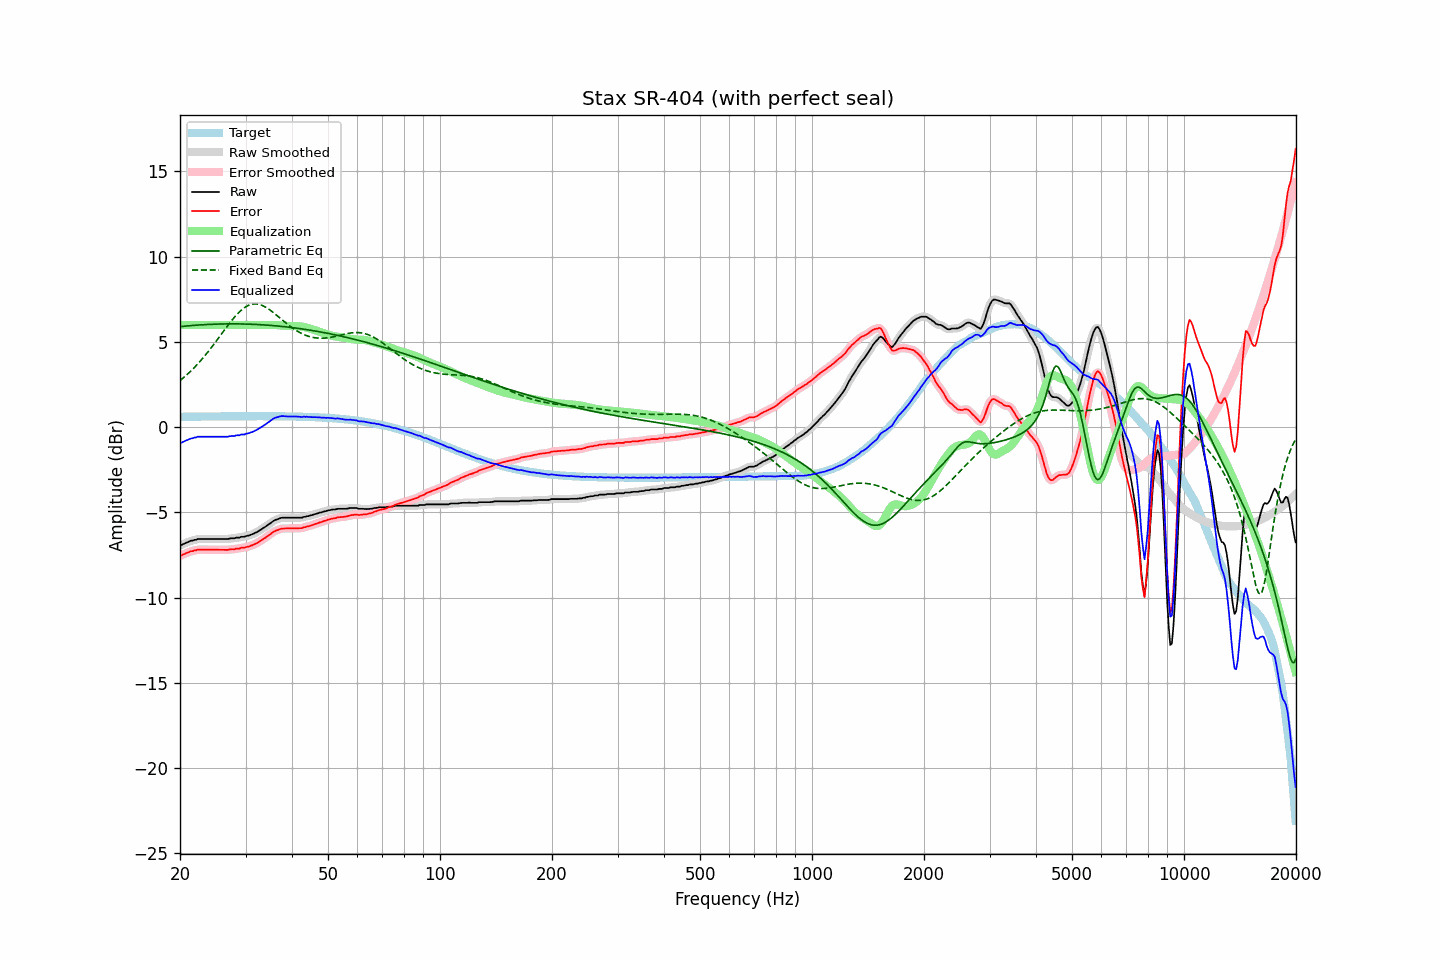 Stax SR-404 (with perfect seal)
Target
Raw Smoothed
Error Smoothed
Raw
Error
Equalization
Parametric Eq
Fixed Band Eq
Equalized
Amplitude (dBr)
15
10
5
0
−5
−10
−15
−20
−25
20
50
100
200
500
1000
2000
5000
10000
20000
Frequency (Hz)